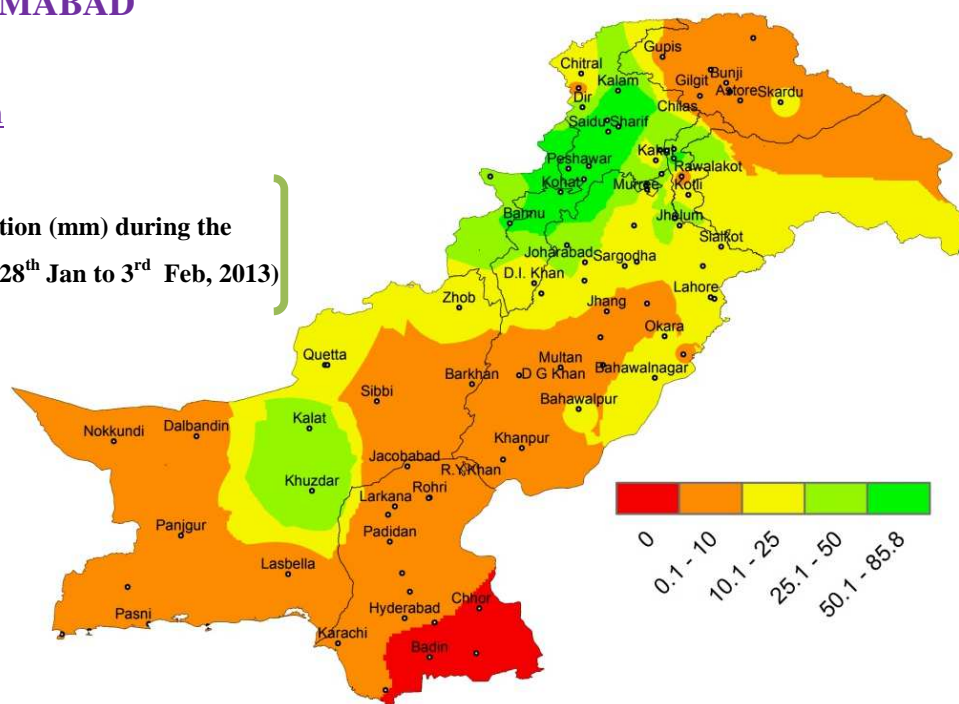 MABAD
tion (mm) during the
28th Jan to 3rd Feb, 2013)
Gupis
Chitral
Bunji
Kalam
Gilgit
Astore
Skardu
Dir
Chilas
Saidu Sharif
Peshawar
Rawalakot
Kohat
Murree
Kotli
Bannu
Jhalum
Sialkot
Joharabad
Sargodha
D.I. Khan
Zhob
Jhang
Lahore
Okara
Quetta
Multan
Barkhan
D G Khan
Bahawalnagar
Sibbi
Bahawalpur
Kalat
Nokkundi
Dalbandin
Khanpur
Jacobabad
R.Y.Khan
Khuzdar
Larkana
Rohri
Panjgur
Padidan
Lasbella
Chhor
Pasni
Hyderabad
Karachi
Badin
0
0.1 - 10
10.1 - 25
25.1 - 50
50.1 - 85.8